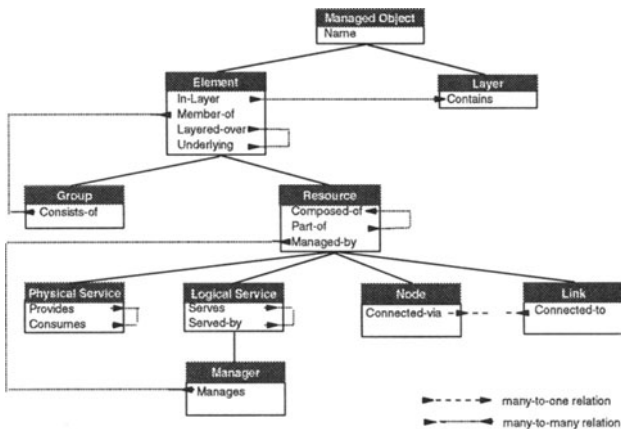 Managed Object
Name
Element
In-Layer
Member-of
Layered-over
Underlying
Layer
Contains
Group
Consists-of
Resource
Composed-of
Part-of
Managed-by
Physical Service
Provides
Consumes
Logical Service
Serves
Served-by
Node
Connected-via
Link
Connected-to
Manager
Manages
many-to-one relation
many-to-many relation